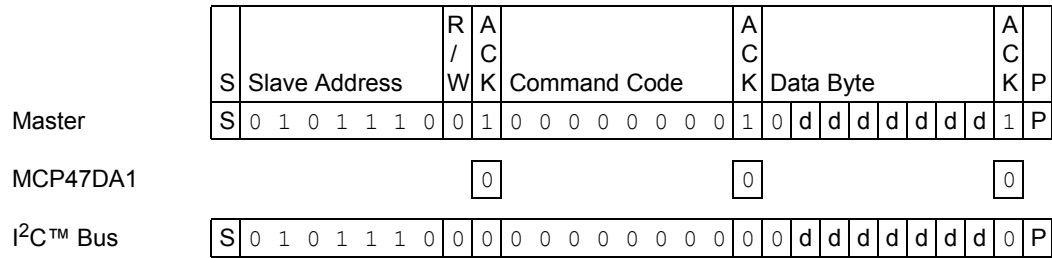 R A A A
/ C C C
S Slave Address W K Command Code K Data Byte K P
Master S 0 1 0 1 1 1 0 0 1 0 0 0 0 0 0 0 0 1 0 d d d d d d d 1 P
MCP47DA1 0 0 0
I²C™ Bus S 0 1 0 1 1 1 0 0 0 0 0 0 0 0 0 0 0 0 0 d d d d d d d 0 P